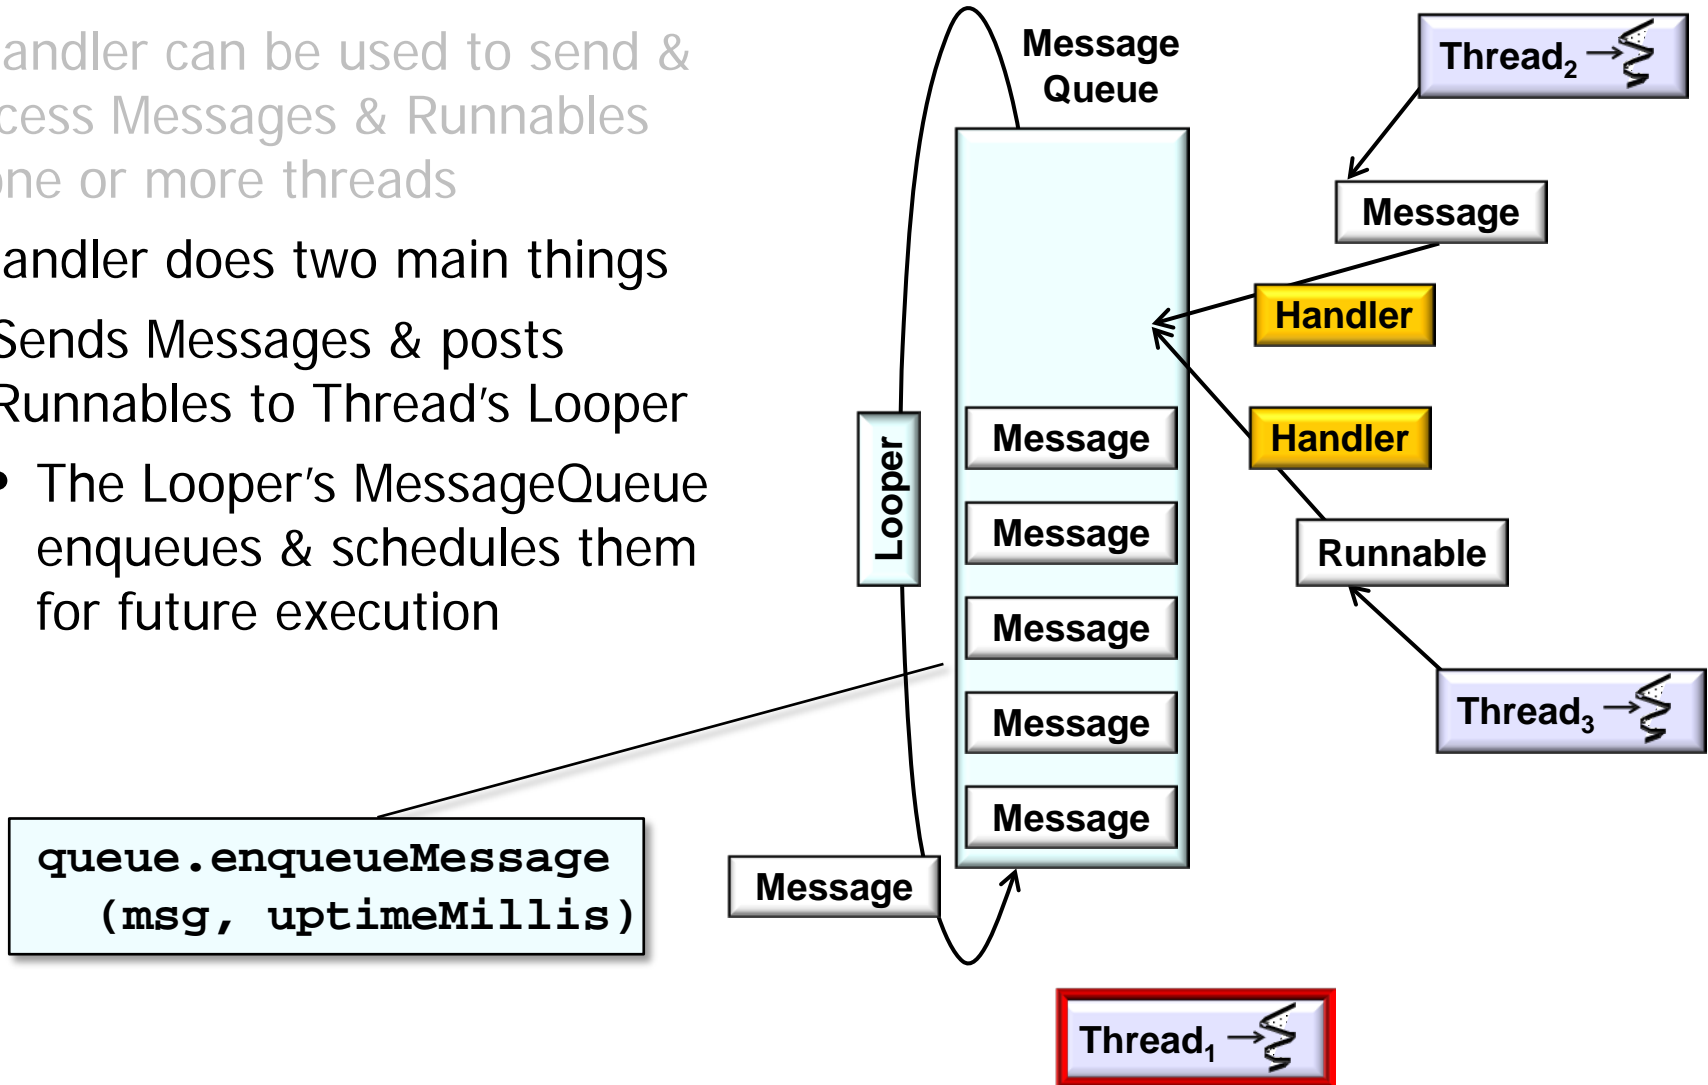 andler can be used to send &
cess Messages & Runnables
one or more threads
andler does two main things
Sends Messages & posts
Runnables to Thread's Looper
• The Looper's MessageQueue
enqueues & schedules them
for future execution
queue.enqueueMessage
(msg, uptimeMillis)
Message
Queue
Looper
Message
Message
Message
Message
Message
Message
Thread2
Message
Handler
Handler
Runnable
Thread3
Thread1